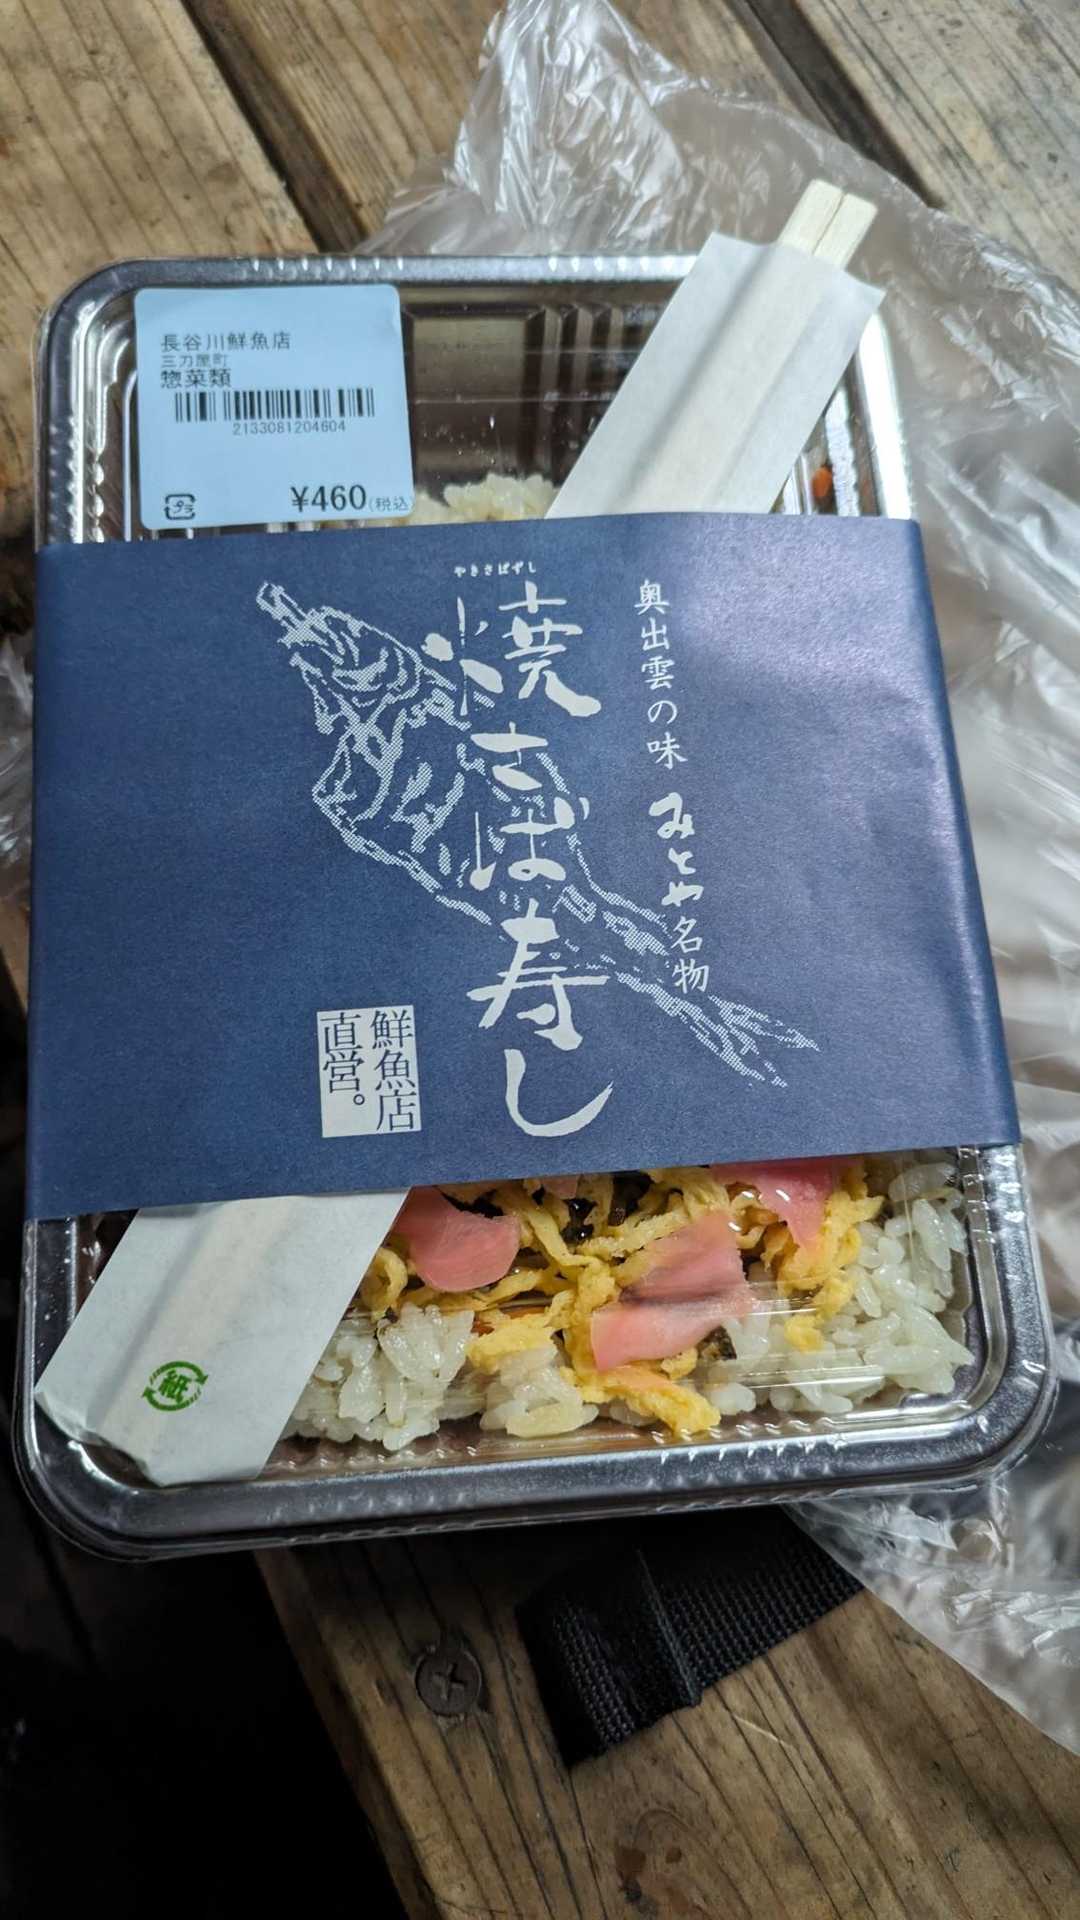 長谷川鮮魚店
三刀屋町
惣菜類
2133081204604
プラ
¥460(税込)
やきさばずし
焼さば寿し
奥出雲の味 みとや名物
鮮魚店
直営。
紙